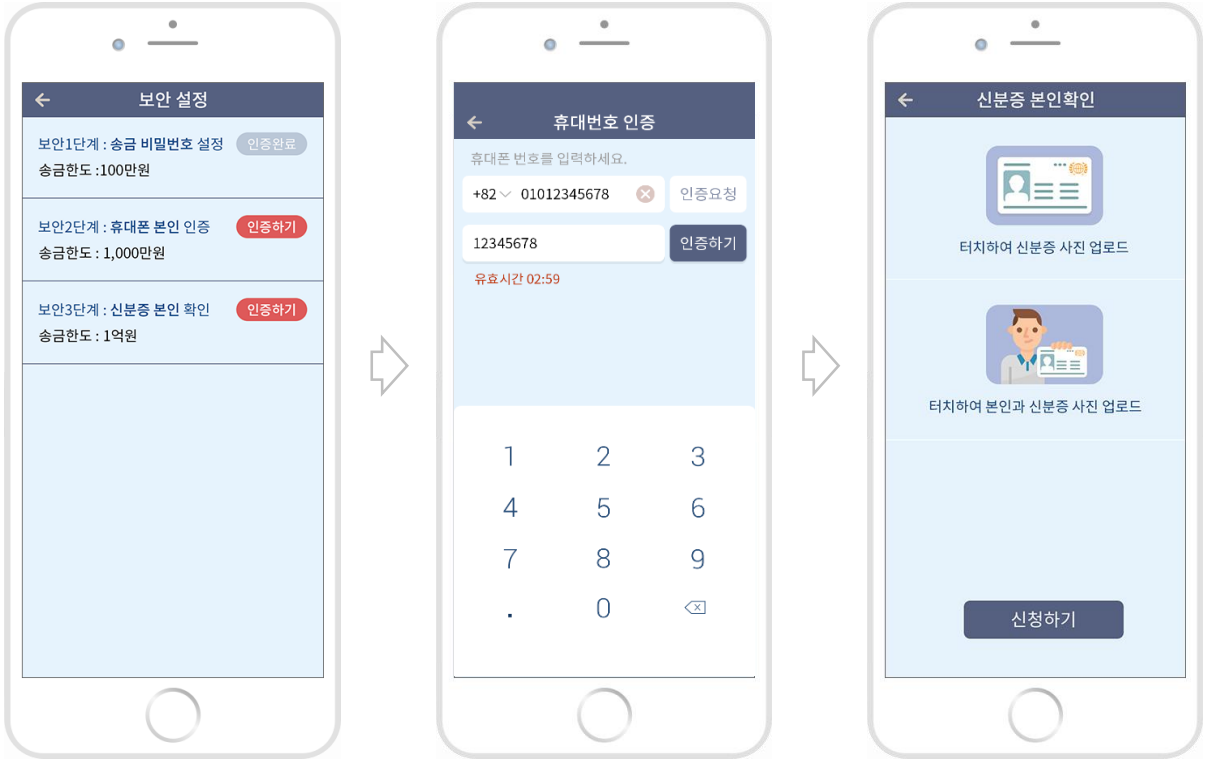 보안 설정
보안1단계 : 송금 비밀번호 설정
인증완료
송금한도 :100만원
보안2단계 : 휴대폰 본인 인증
인증하기
송금한도 : 1,000만원
보안3단계 : 신분증 본인 확인
인증하기
송금한도 : 1억원
휴대번호 인증
휴대폰 번호를 입력하세요.
+82 01012345678
인증요청
12345678
인증하기
유효시간 02:59
1 2 3
4 5 6
7 8 9
. 0
신분증 본인확인
터치하여 신분증 사진 업로드
터치하여 본인과 신분증 사진 업로드
신청하기